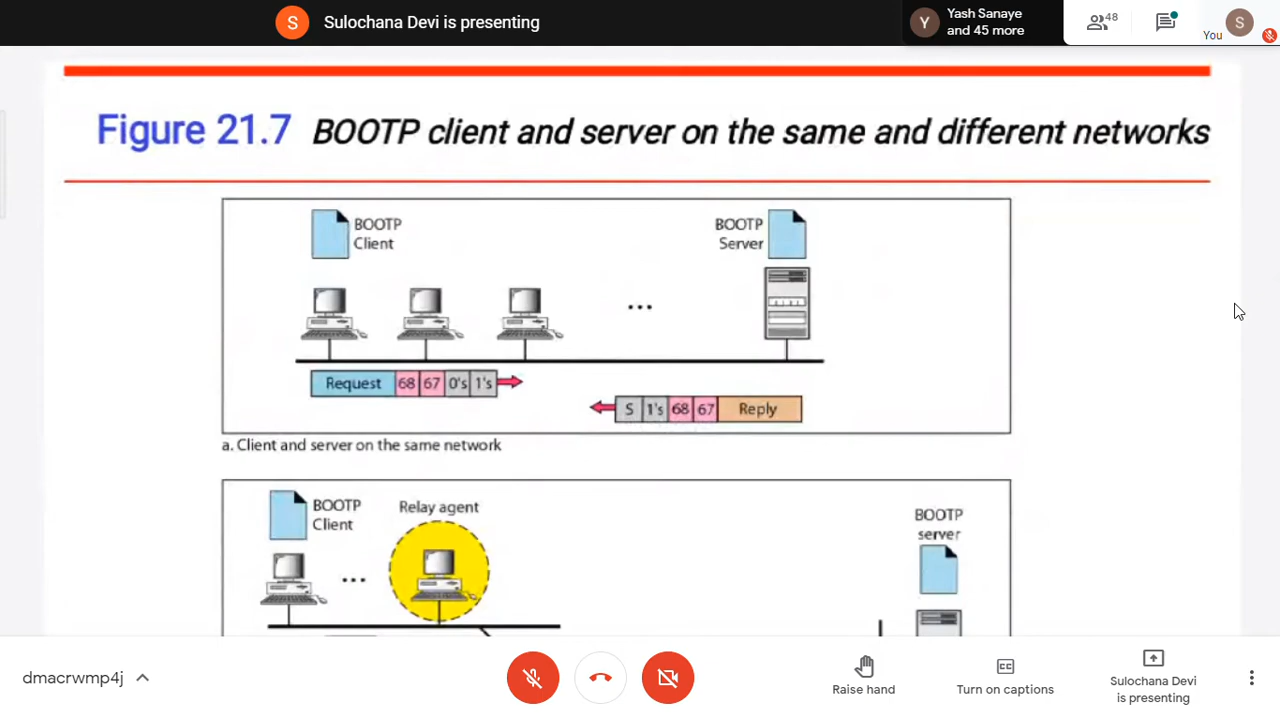 S
Sulochana Devi is presenting
Y
Yash Sanaye
and 45 more
48
You
S
Figure 21.7 BOOTP client and server on the same and different networks
BOOTP
Client
BOOTP
Server
...
Request 68 67 0's 1's
S 1's 68 67 Reply
a. Client and server on the same network
BOOTP
Client
Relay agent
...
BOOTP
server
dmacrwmp4j
Raise hand
CC
Turn on captions
Sulochana Devi
is presenting